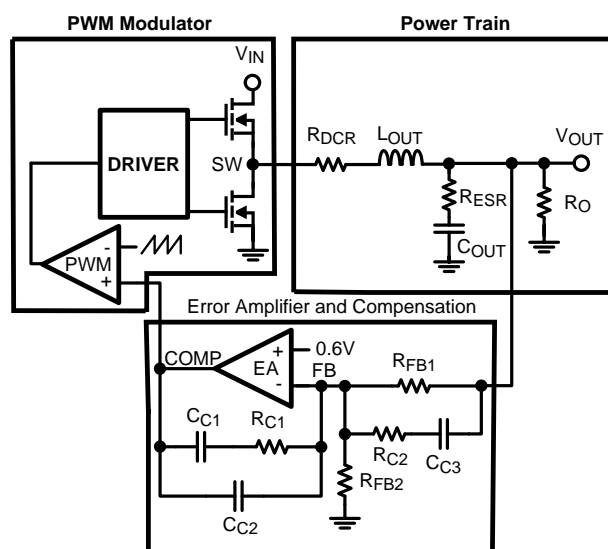 PWM Modulator
Power Train
VIN
DRIVER
SW
RDCR
LOUT
VOUT
RESR
RO
COUT
PWM
-
+
Error Amplifier and Compensation
COMP
EA
+
-
0.6V
FB
RFB1
CC1
RC1
RC2
CC3
RFB2
CC2